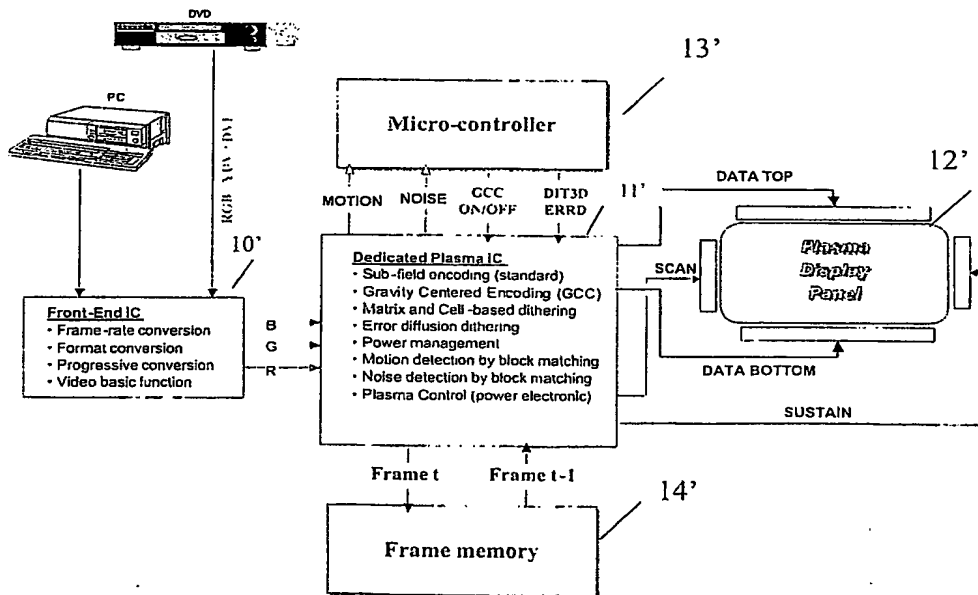 DVD
13’
PC
Micro-controller
RGB YUV - DVI
DATA TOP
12’
MOTION
NOISE
GCC
ON/OFF
DIT3D
ERRD
11’
10’
Dedicated Plasma IC
• Sub-field encoding (standard)
• Gravity Centered Encoding (GCC)
• Matrix and Cell-based dithering
• Error diffusion dithering
• Power management
• Motion detection by block matching
• Noise detection by block matching
• Plasma Control (power electronic)
SCAN
Plasma
Display
Panel
Front-End IC
• Frame-rate conversion
• Format conversion
• Progressive conversion
• Video basic function
B
G
R
DATA BOTTOM
SUSTAIN
Frame t
Frame t-1
14’
Frame memory